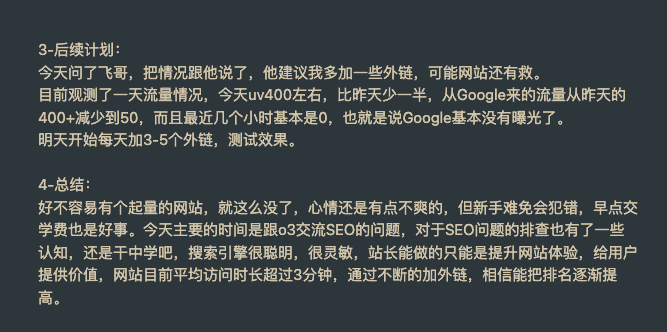 3-后续计划：
今天问了飞哥，把情况跟他说了，他建议我多加一些外链，可能网站还有救。
目前观测了一天流量情况，今天uv400左右，比昨天少一半，从Google来的流量从昨天的
400+减少到50，而且最近几个小时基本是0，也就是说Google基本没有曝光了。
明天开始每天加3-5个外链，测试效果。
4-总结：
好不容易有个起量的网站，就这么没了，心情还是有点不爽的，但新手难免会犯错，早点交
学费也是好事。今天主要的时间是跟o3交流SEO的问题，对于SEO问题的排查也有了一些
认知，还是干中学吧，搜索引擎很聪明，很灵敏，站长能做的只能是提升网站体验，给用户
提供价值，网站目前平均访问时长超过3分钟，通过不断的加外链，相信能把排名逐渐提
高。